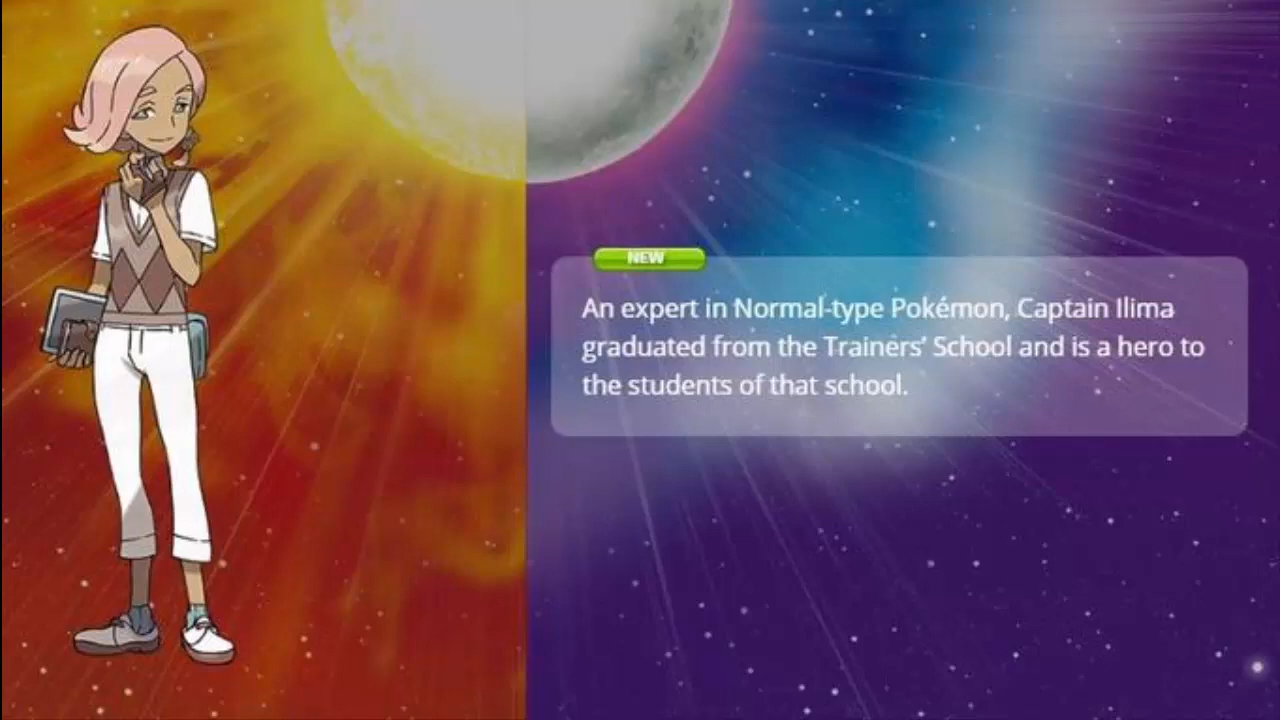 NEW
An expert in Normal-type Pokémon, Captain Ilima
graduated from the Trainers’ School and is a hero to
the students of that school.